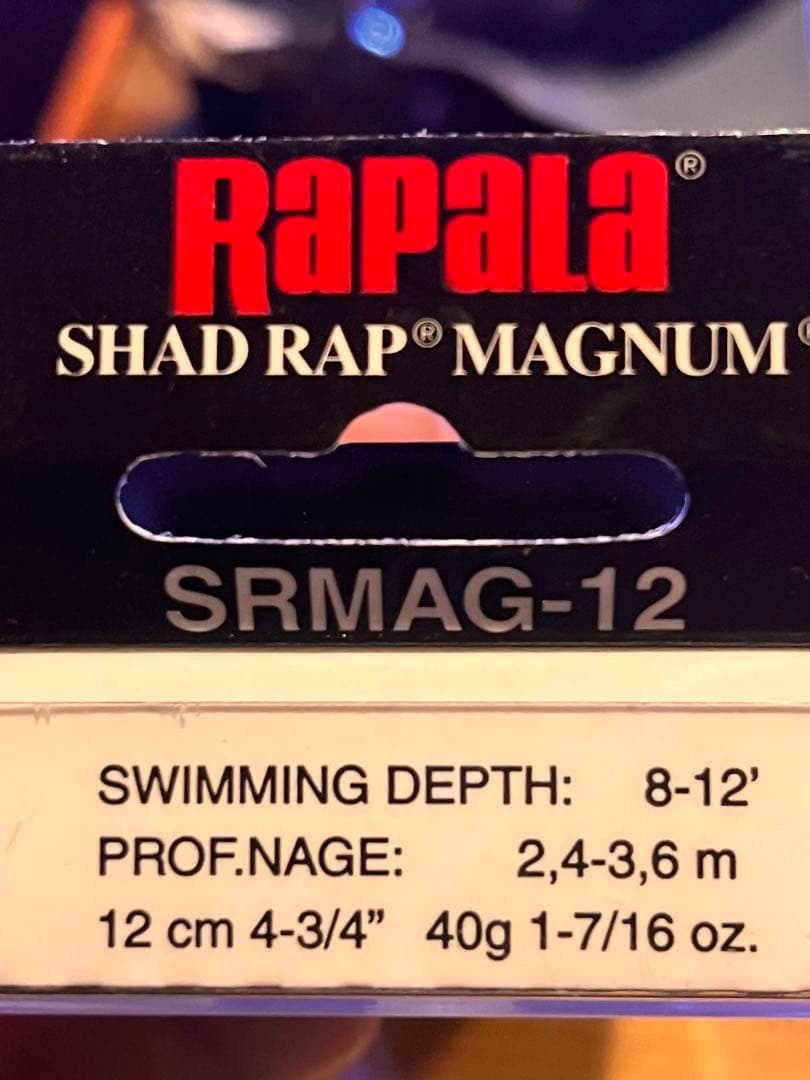 Rapala®
SHAD RAP® MAGNUM®
SRMAG-12
SWIMMING DEPTH: 8-12’
PROF.NAGE: 2,4-3,6 m
12 cm 4-3/4” 40g 1-7/16 oz.